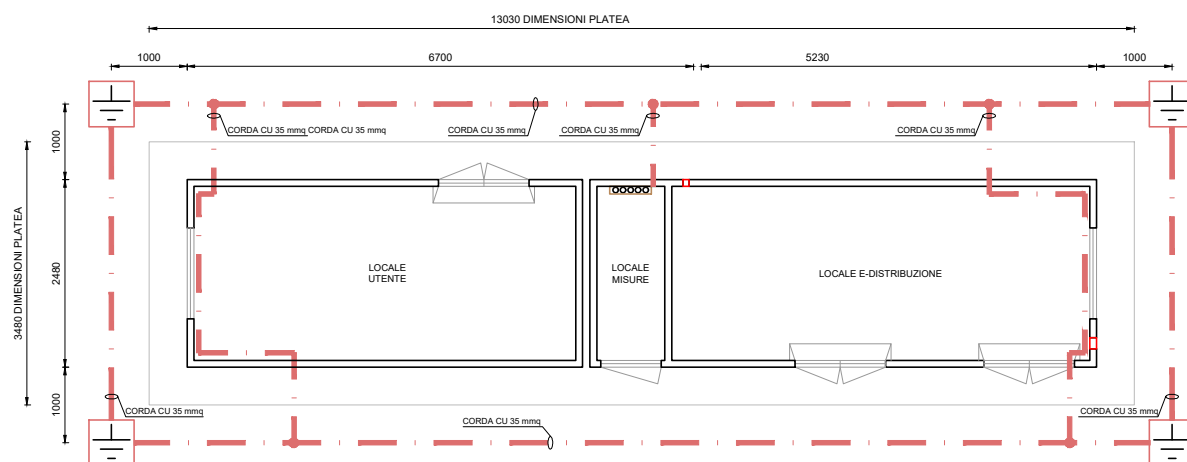 13030 DIMENSIONI PLATEA
1000
6700
5230
1000
CORDA CU 35 mmq
CORDA CU 35 mmq
CORDA CU 35 mmq
CORDA CU 35 mmq
CORDA CU 35 mmq
1000
3480 DIMENSIONI PLATEA
2480
LOCALE
UTENTE
LOCALE
MISURE
LOCALE E-DISTRIBUZIONE
1000
CORDA CU 35 mmq
CORDA CU 35 mmq
CORDA CU 35 mmq